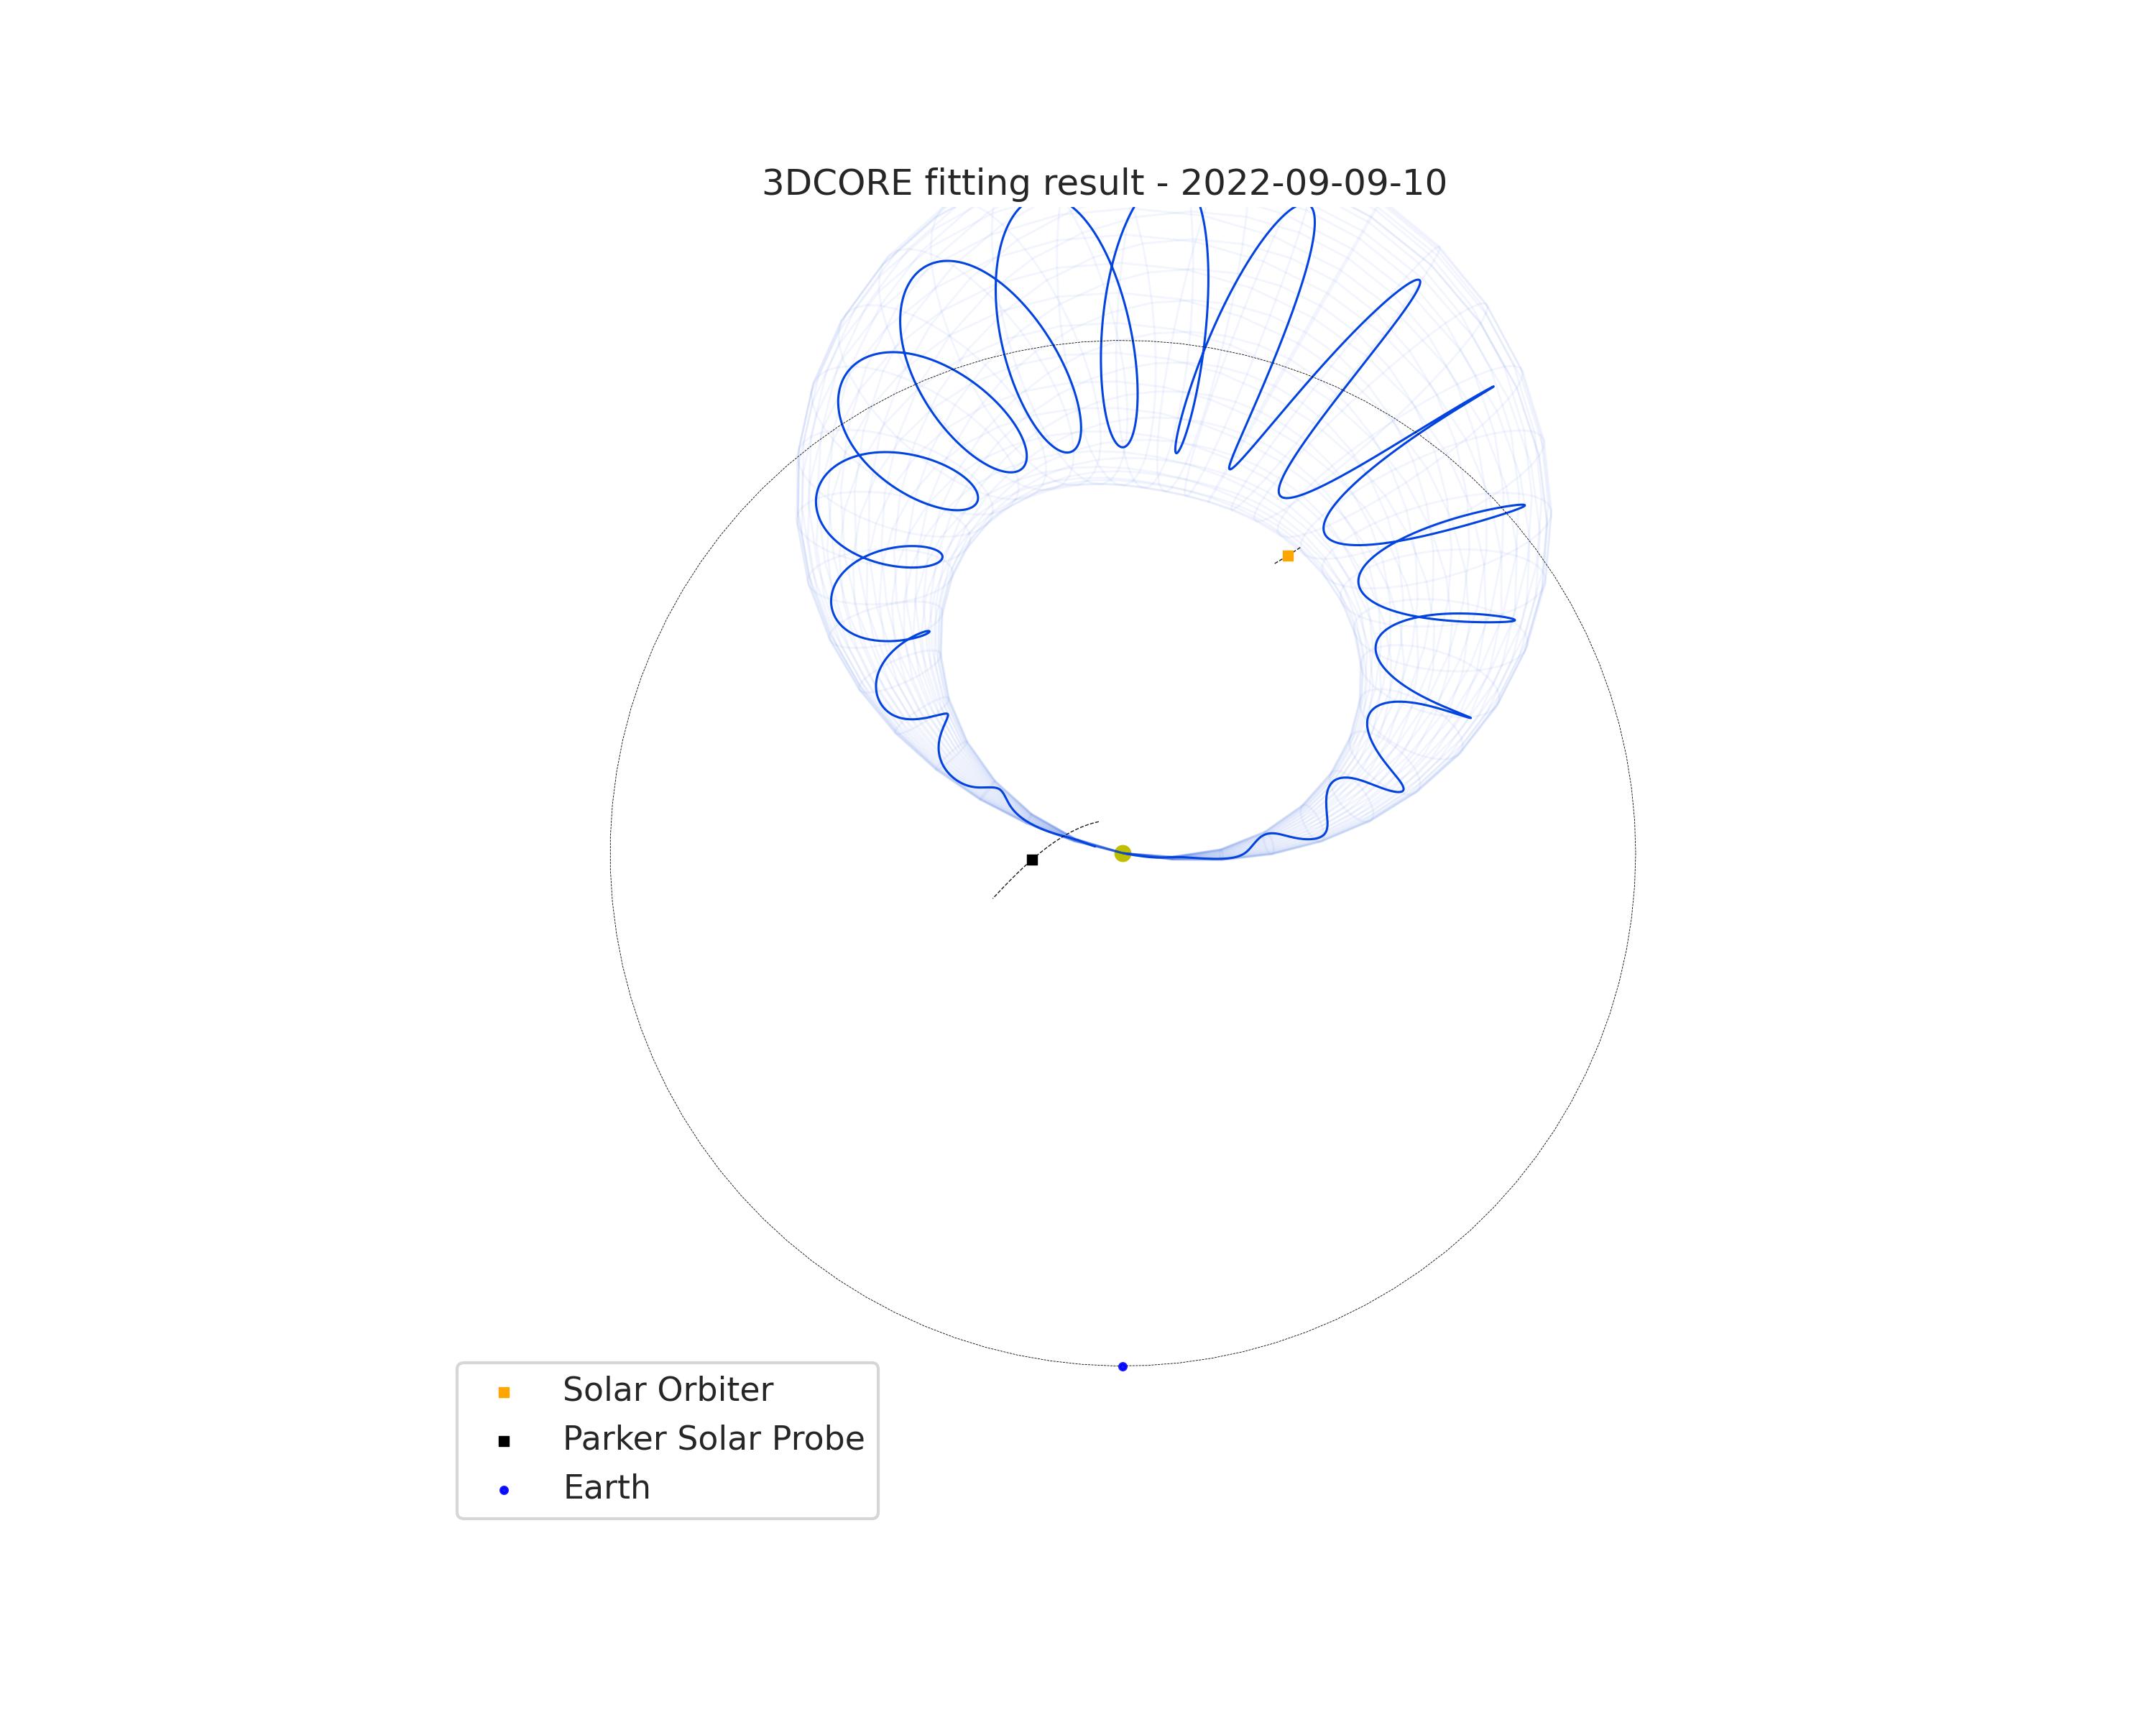 3DCORE fitting result - 2022-09-09-10
Solar Orbiter
Parker Solar Probe
Earth